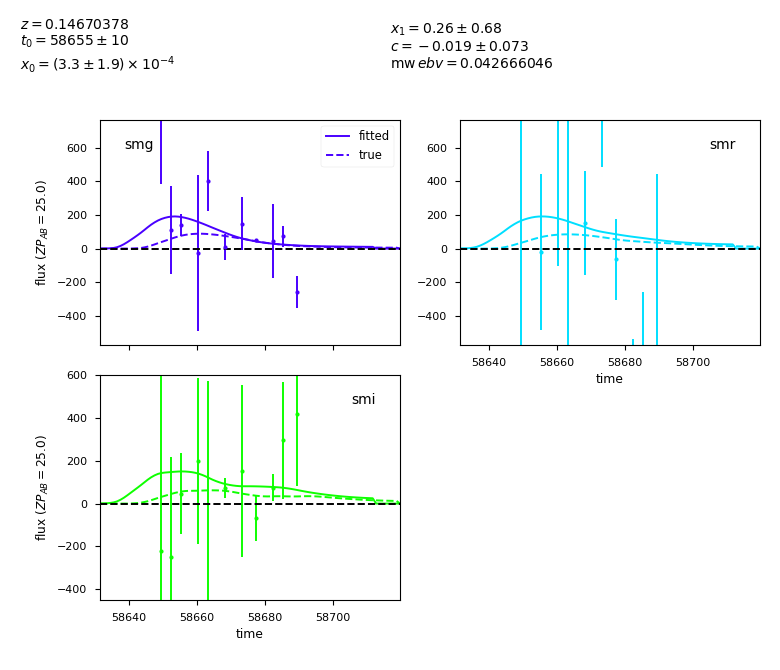 z = 0.14670378
t₀ = 58655 ± 10
x₀ = (3.3 ± 1.9) × 10⁻⁴
x₁ = 0.26 ± 0.68
c = −0.019 ± 0.073
mw ebv = 0.042666046
smg
fitted
true
600
400
200
0
−200
−400
flux (ZP_AB = 25.0)
smr
600
400
200
0
−200
−400
58640 58660 58680 58700
time
smi
600
400
200
0
−200
−400
flux (ZP_AB = 25.0)
58640 58660 58680 58700
time